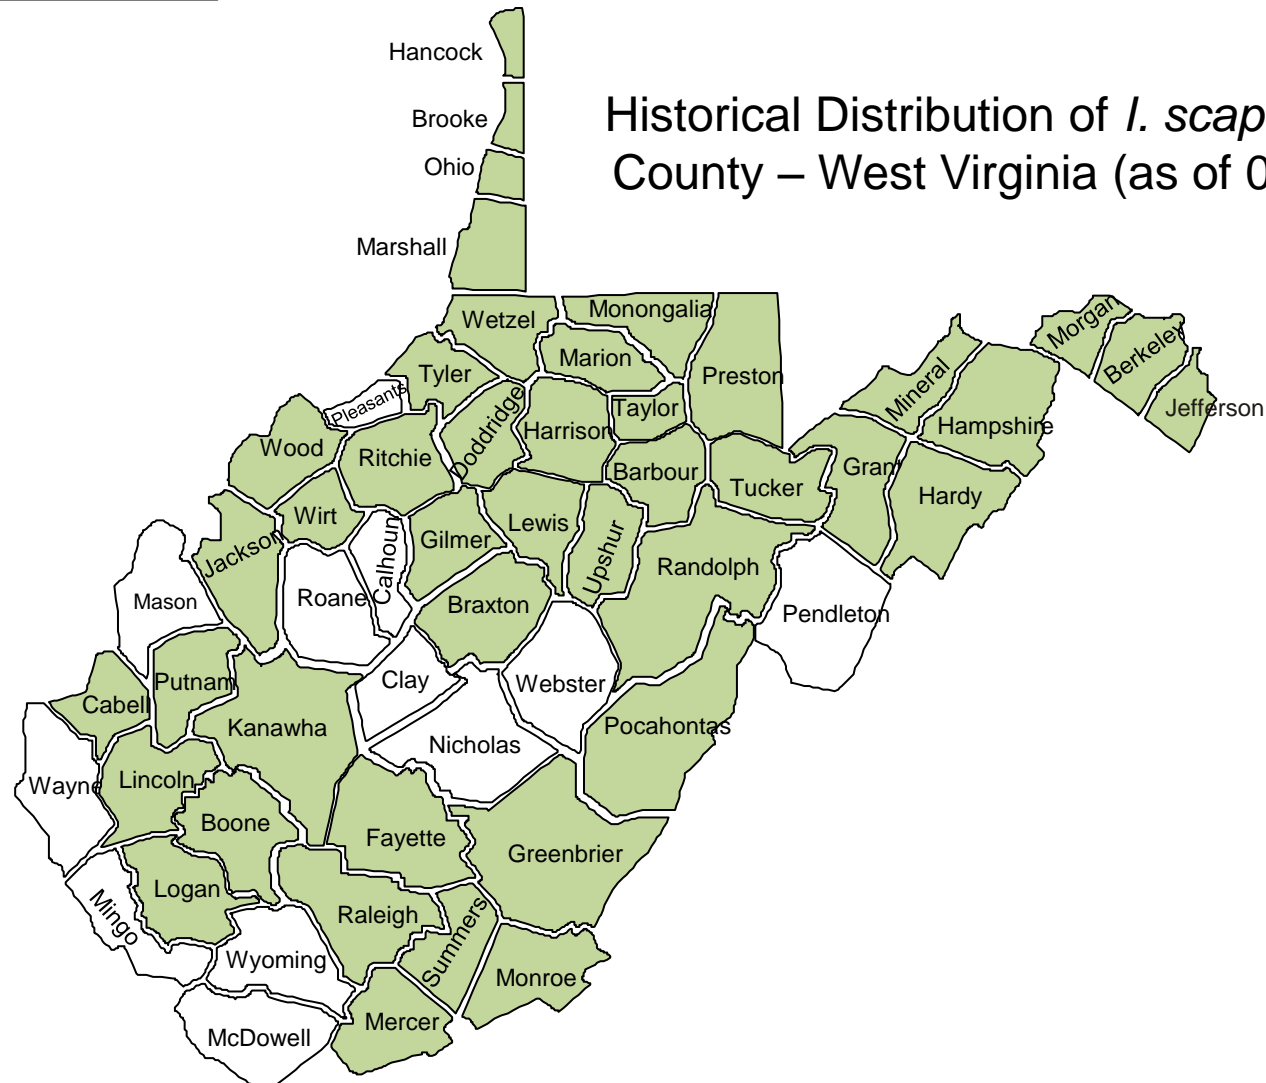 Hancock
Brooke
Historical Distribution of I. scap
Ohio
County – West Virginia (as of 0
Marshall
Monongalia
Morgan
Wetzel
Berkeley
Marion
Tyler
Preston
Mineral
Pleasants
Taylor
Jefferson
Doddridge
Harrison
Hampshire
Wood
Ritchie
Barbour
Grant
Tucker
Hardy
Wirt
Lewis
Calhoun
Gilmer
Upshur
Jackson
Randolph
Mason
Roane
Braxton
Pendleton
Clay
Webster
Putnam
Cabell
Kanawha
Pocahontas
Nicholas
Wayne
Lincoln
Boone
Fayette
Greenbrier
Logan
Mingo
Raleigh
Summers
Wyoming
Monroe
Mercer
McDowell